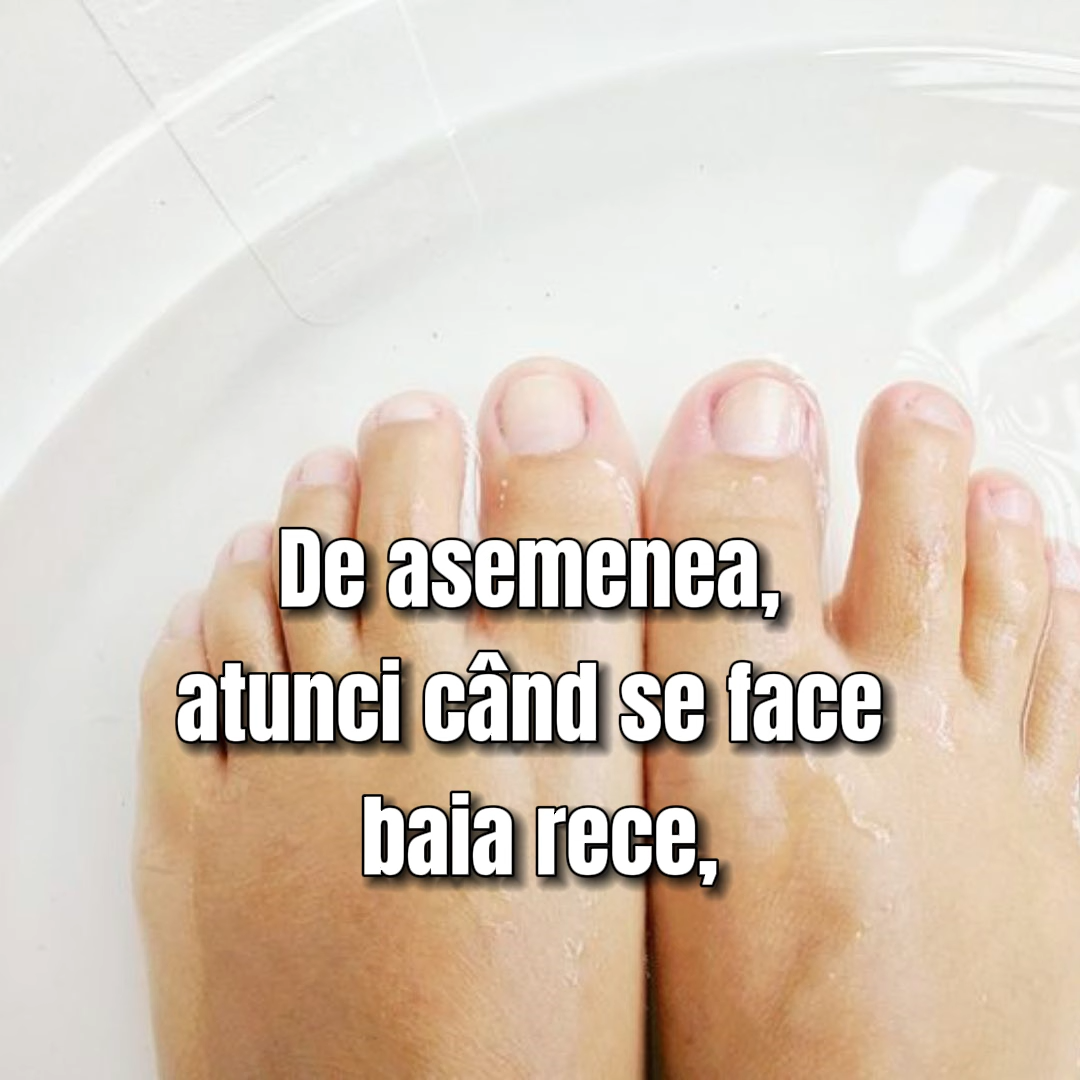 De asemenea,
atunci când se face
baia rece,